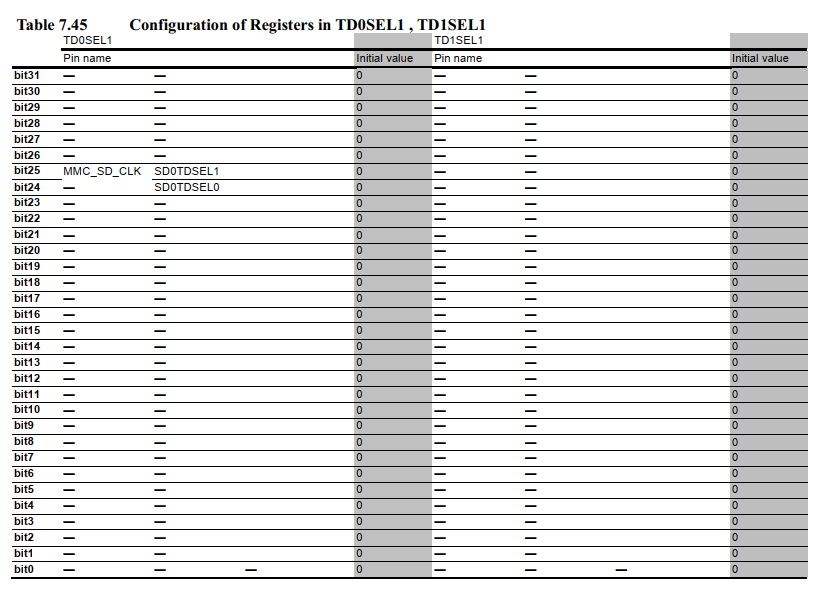 Table 7.45 Configuration of Registers in TD0SEL1 , TD1SEL1
TD0SEL1 TD1SEL1
Pin name Initial value Pin name Initial value
bit31 — — 0 — — 0
bit30 — — 0 — — 0
bit29 — — 0 — — 0
bit28 — — 0 — — 0
bit27 — — 0 — — 0
bit26 — — 0 — — 0
bit25 MMC_SD_CLK SD0TDSEL1 0 — — 0
bit24 — SD0TDSEL0 0 — — 0
bit23 — — 0 — — 0
bit22 — — 0 — — 0
bit21 — — 0 — — 0
bit20 — — 0 — — 0
bit19 — — 0 — — 0
bit18 — — 0 — — 0
bit17 — — 0 — — 0
bit16 — — 0 — — 0
bit15 — — 0 — — 0
bit14 — — 0 — — 0
bit13 — — 0 — — 0
bit12 — — 0 — — 0
bit11 — — 0 — — 0
bit10 — — 0 — — 0
bit9 — — 0 — — 0
bit8 — — 0 — — 0
bit7 — — 0 — — 0
bit6 — — 0 — — 0
bit5 — — 0 — — 0
bit4 — — 0 — — 0
bit3 — — 0 — — 0
bit2 — — 0 — — 0
bit1 — — 0 — — 0
bit0 — — — 0 — — — 0